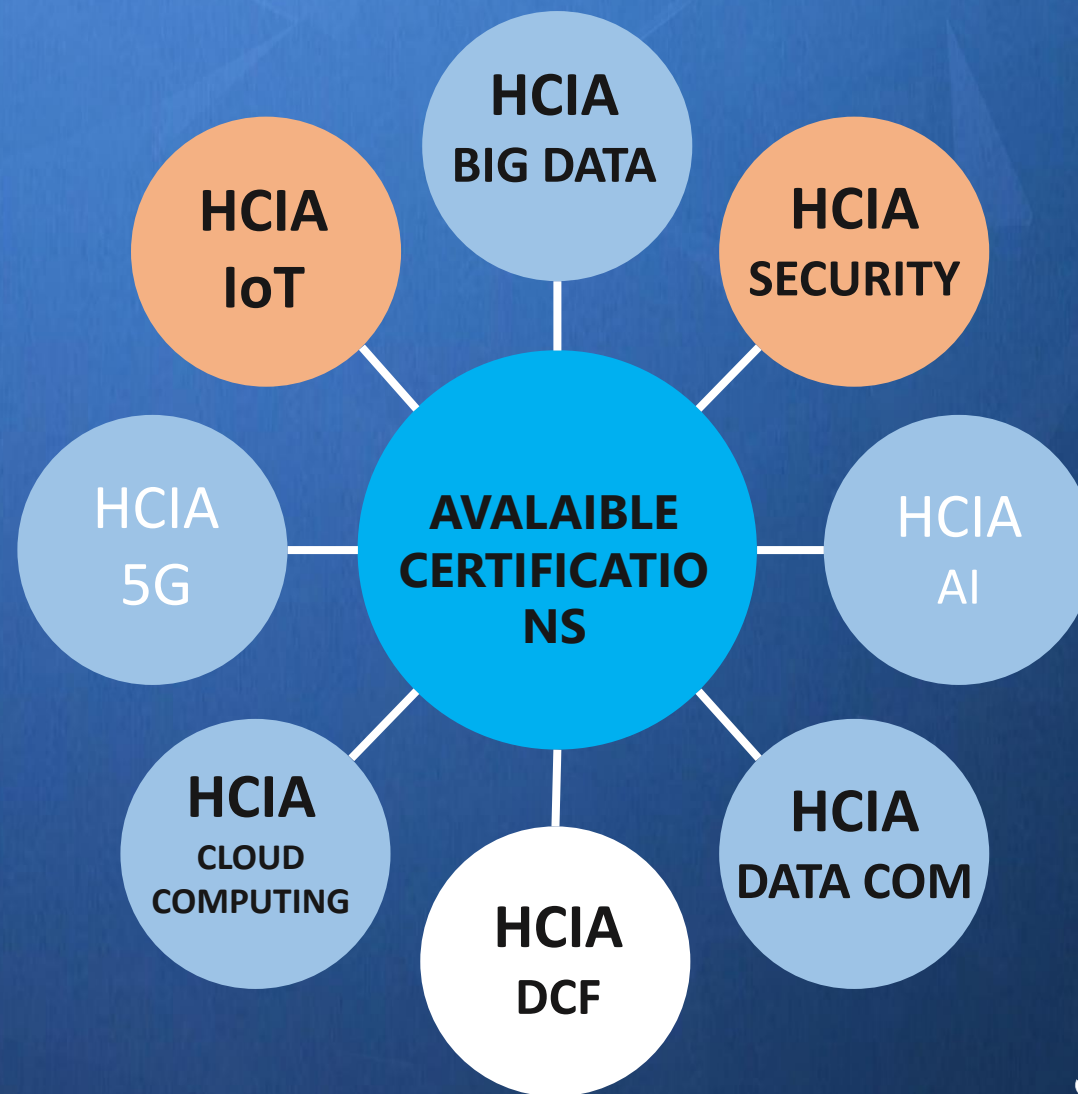 HCIA
BIG DATA
HCIA
IoT
HCIA
SECURITY
HCIA
5G
AVALAIBLE
CERTIFICATIO
NS
HCIA
AI
HCIA
CLOUD
COMPUTING
HCIA
DATA COM
HCIA
DCF